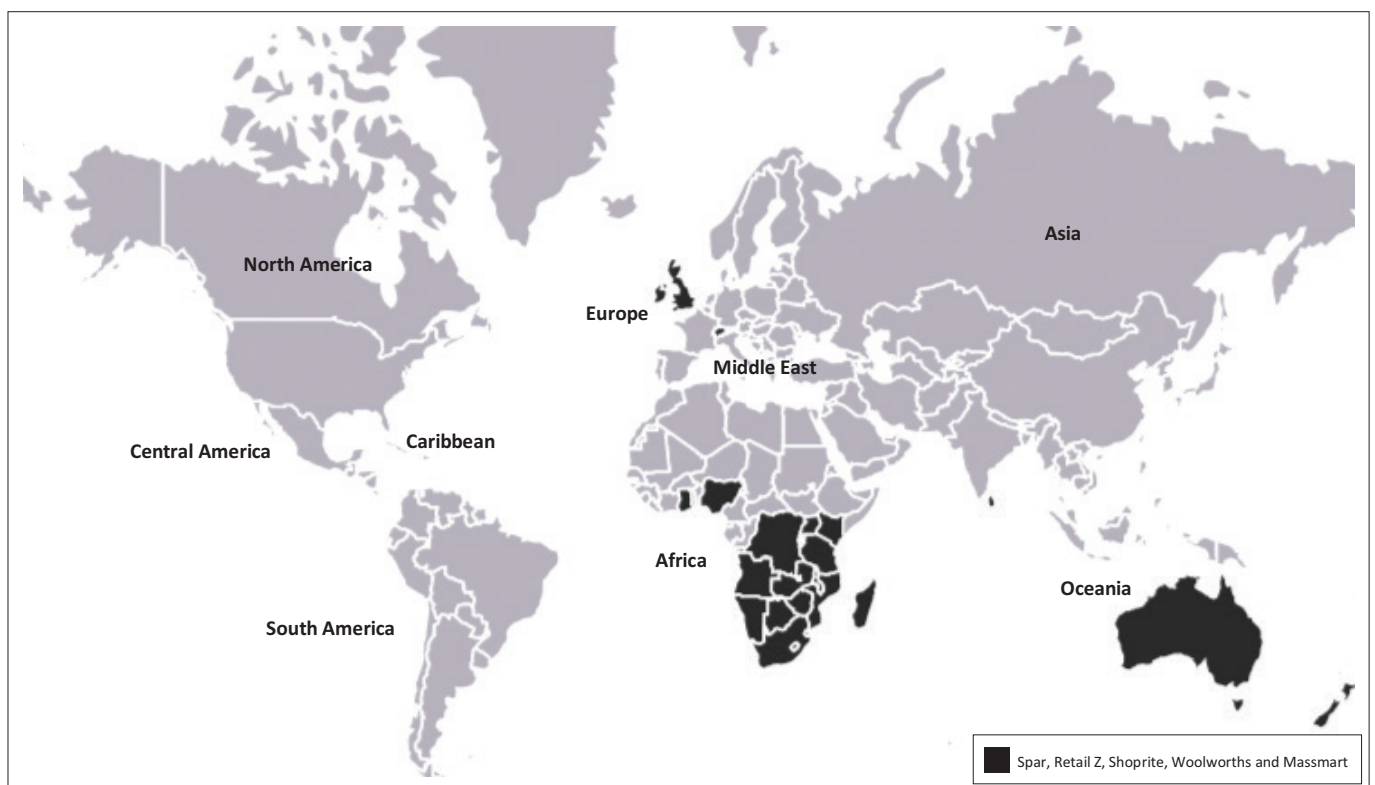 Asia
North America
Europe
Middle East
Caribbean
Central America
Africa
Oceania
South America
Spar, Retail Z, Shoprite, Woolworths and Massmart